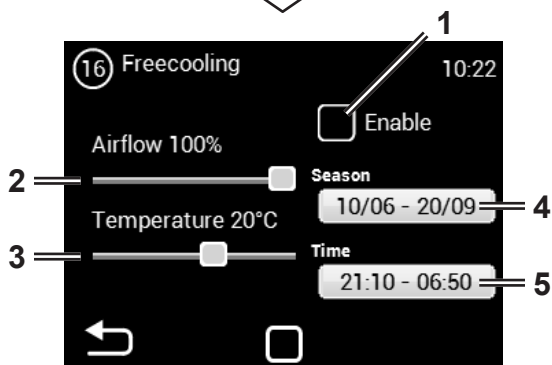 1
16 Freecooling 10:22
Enable
Airflow 100%
2
Season
10/06 - 20/09
4
Temperature 20°C
3
Time
21:10 - 06:50
5